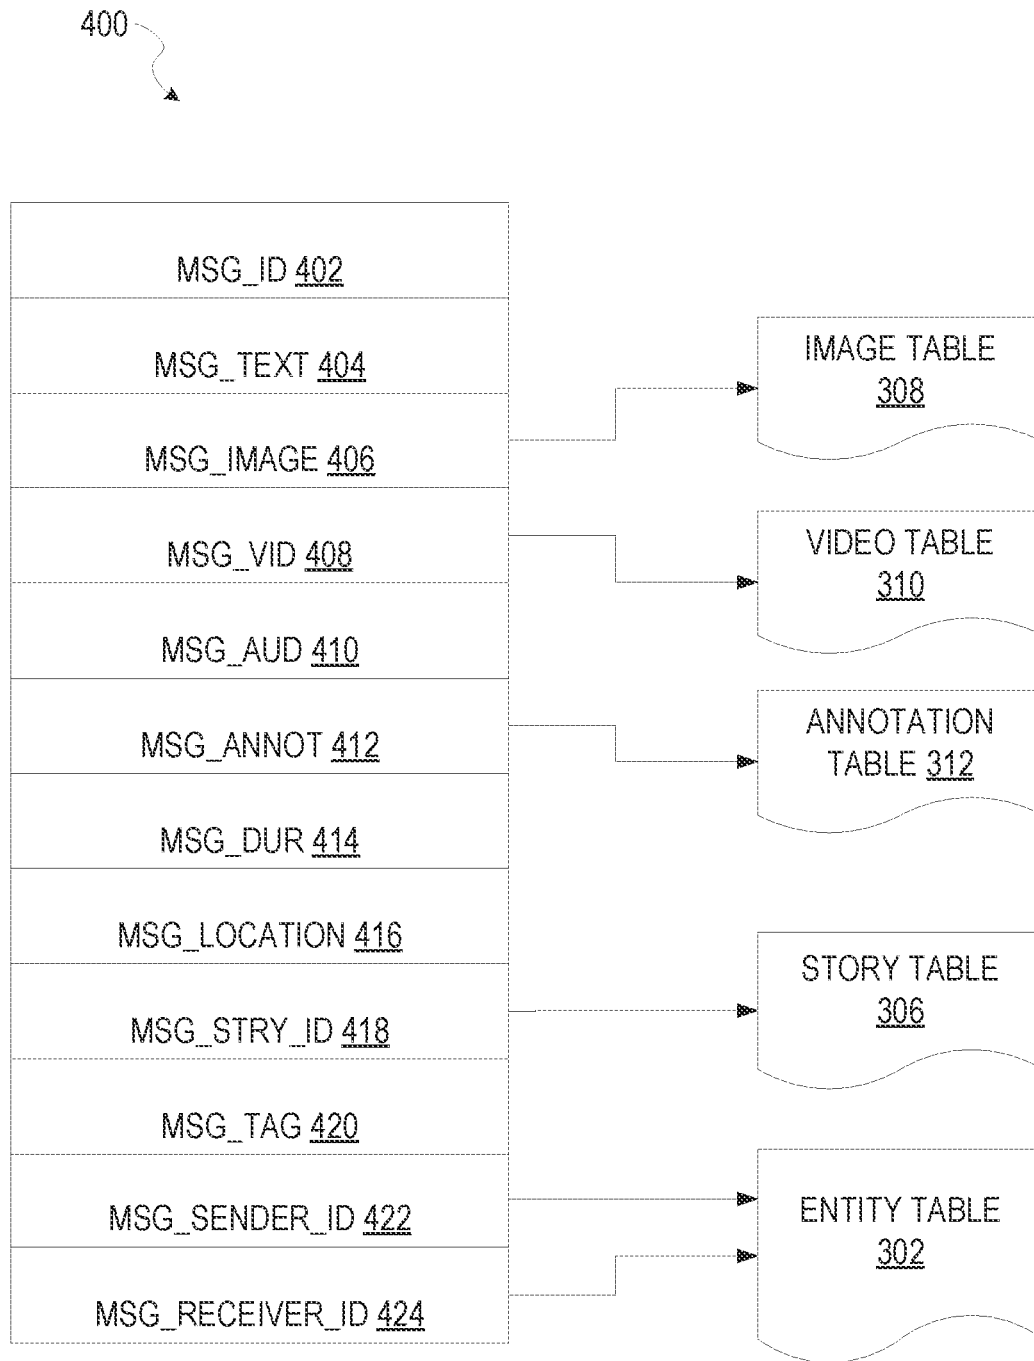 400
MSG_ID 402
MSG_TEXT 404
MSG_IMAGE 406
MSG_VID 408
MSG_AUD 410
MSG_ANNOT 412
MSG_DUR 414
MSG_LOCATION 416
MSG_STRY_ID 418
MSG_TAG 420
MSG_SENDER_ID 422
MSG_RECEIVER_ID 424
IMAGE TABLE
308
VIDEO TABLE
310
ANNOTATION
TABLE 312
STORY TABLE
306
ENTITY TABLE
302